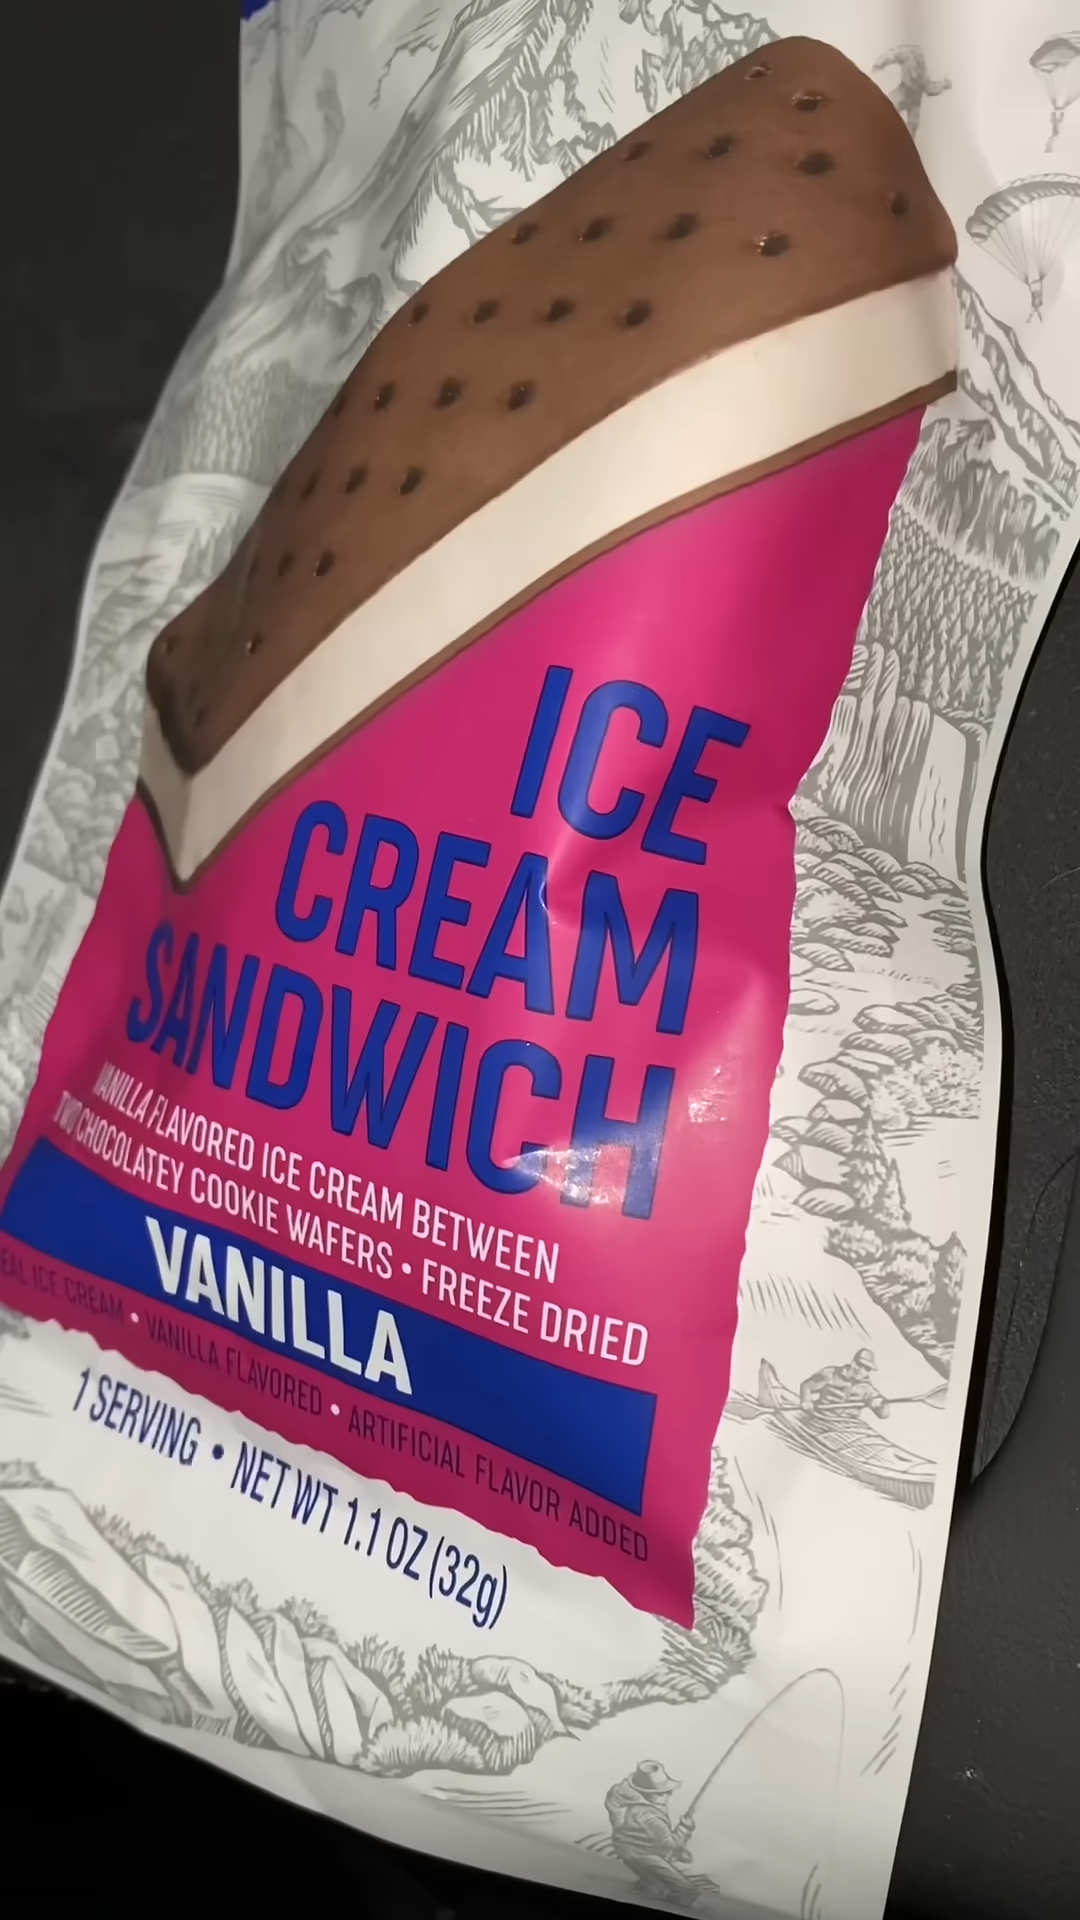 ICE
CREAM
SANDWICH
VANILLA FLAVORED ICE CREAM BETWEEN
TWO CHOCOLATEY COOKIE WAFERS • FREEZE DRIED
VANILLA
ICE CREAM • VANILLA FLAVORED • ARTIFICIAL FLAVOR ADDED
1 SERVING • NET WT 1.1 OZ (32g)